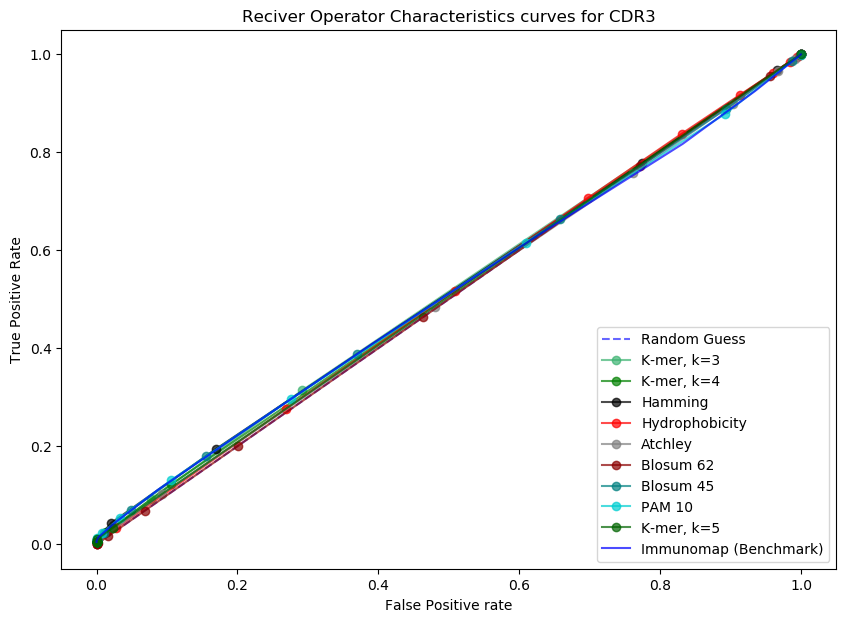 Reciver Operator Characteristics curves for CDR3
True Positive Rate
1.0
0.8
0.6
0.4
0.2
0.0
0.0 0.2 0.4 0.6 0.8 1.0
False Positive rate
Random Guess
K-mer, k=3
K-mer, k=4
Hamming
Hydrophobicity
Atchley
Blosum 62
Blosum 45
PAM 10
K-mer, k=5
Immunomap (Benchmark)